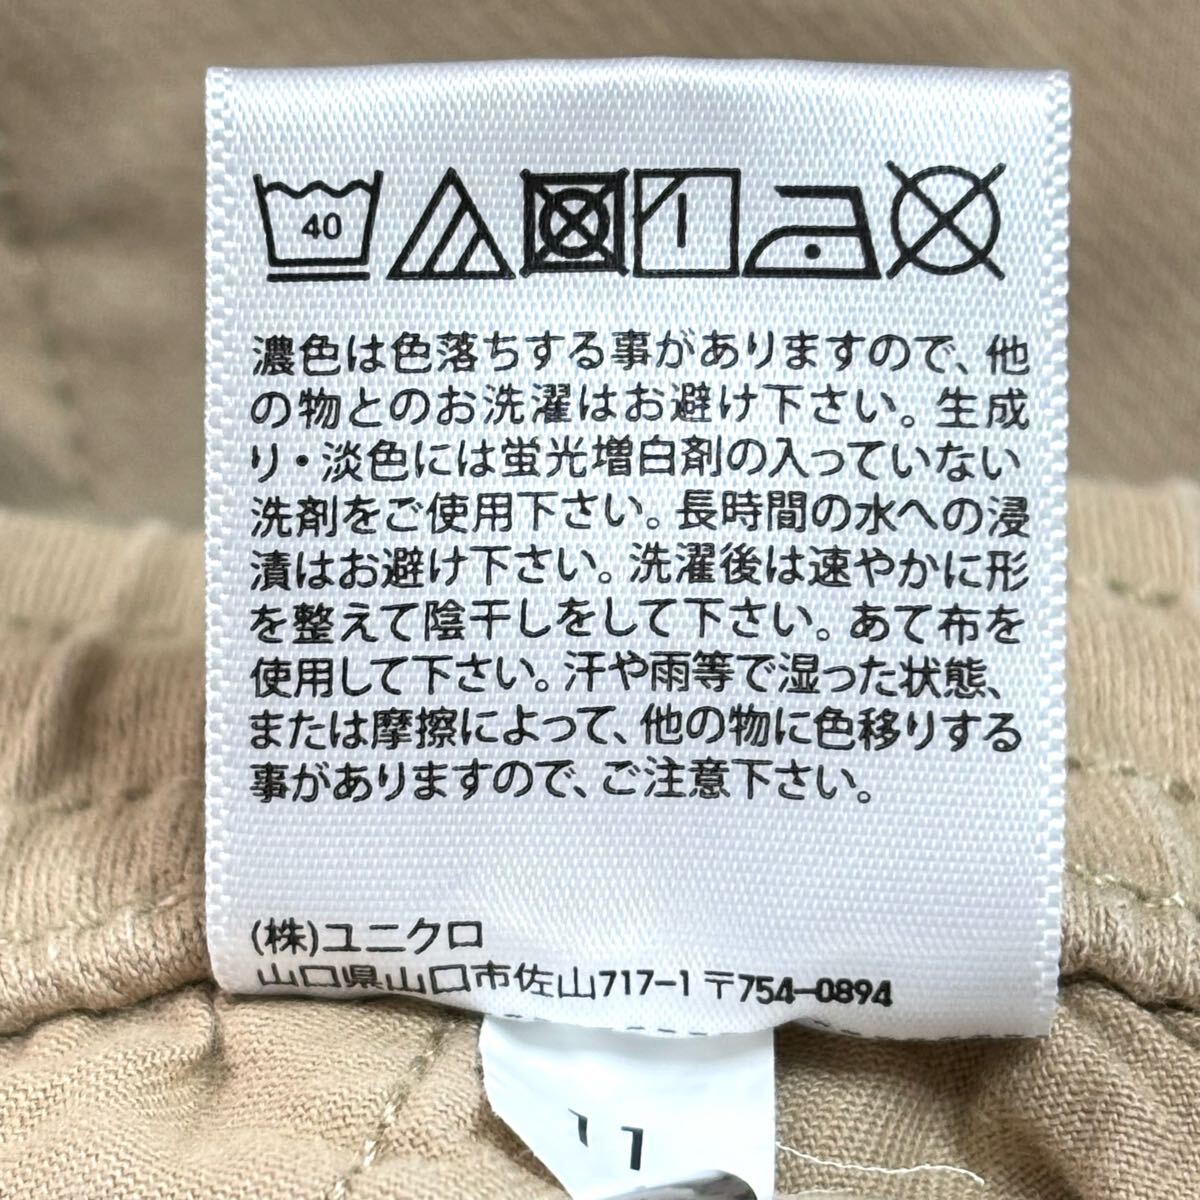 40
濃色は色落ちする事がありますので、他
の物とのお洗濯はお避け下さい。生成
り・淡色には蛍光増白剤の入っていない
洗剤をご使用下さい。長時間の水への浸
漬はお避け下さい。洗濯後は速やかに形
を整えて陰干しをして下さい。あて布を
使用して下さい。汗や雨等で湿った状態、
または摩擦によって、他の物に色移りする
事がありますので、ご注意下さい。
(株)ユニクロ
山口県山口市佐山717-1 〒754-0894